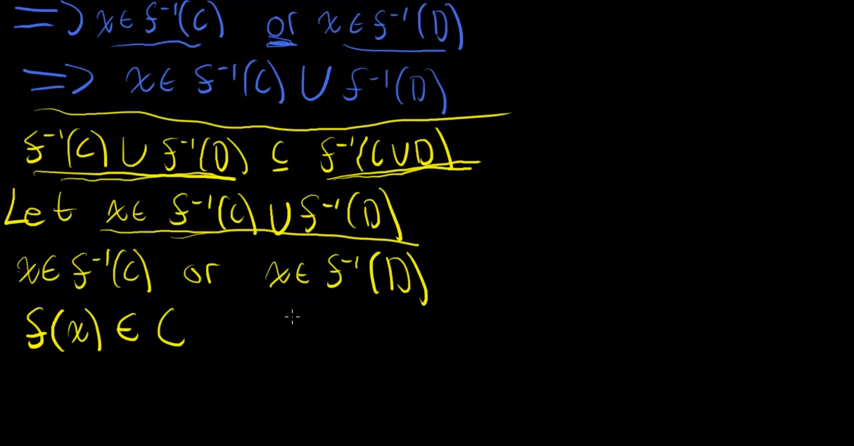 => x ∈ f⁻¹(C) or x ∈ f⁻¹(D)
=> x ∈ f⁻¹(C) ∪ f⁻¹(D)
f⁻¹(C) ∪ f⁻¹(D) ⊆ f⁻¹(C ∪ D)
Let x ∈ f⁻¹(C) ∪ f⁻¹(D)
x ∈ f⁻¹(C) or x ∈ f⁻¹(D)
f(x) ∈ C